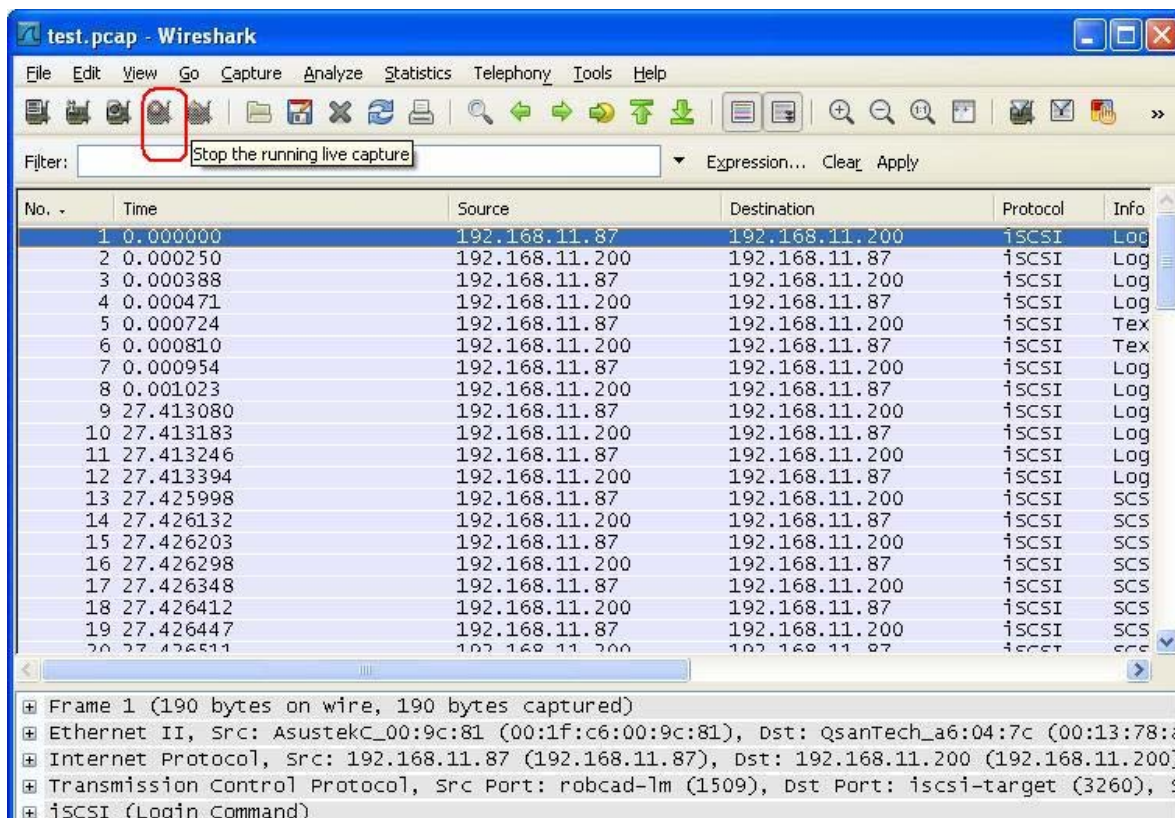 test.pcap - Wireshark
File Edit View Go Capture Analyze Statistics Telephony Tools Help
Stop the running live capture
Filter: Expression... Clear Apply
No. Time Source Destination Protocol Info
1 0.000000 192.168.11.87 192.168.11.200 iSCSI Log
2 0.000250 192.168.11.200 192.168.11.87 iSCSI Log
3 0.000388 192.168.11.87 192.168.11.200 iSCSI Log
4 0.000471 192.168.11.200 192.168.11.87 iSCSI Log
5 0.000724 192.168.11.87 192.168.11.200 iSCSI Tex
6 0.000810 192.168.11.200 192.168.11.87 iSCSI Tex
7 0.000954 192.168.11.87 192.168.11.200 iSCSI Log
8 0.001023 192.168.11.200 192.168.11.87 iSCSI Log
9 27.413080 192.168.11.87 192.168.11.200 iSCSI Log
10 27.413183 192.168.11.200 192.168.11.87 iSCSI Log
11 27.413246 192.168.11.87 192.168.11.200 iSCSI Log
12 27.413394 192.168.11.200 192.168.11.87 iSCSI Log
13 27.425998 192.168.11.87 192.168.11.200 iSCSI SCS
14 27.426132 192.168.11.200 192.168.11.87 iSCSI SCS
15 27.426203 192.168.11.87 192.168.11.200 iSCSI SCS
16 27.426298 192.168.11.200 192.168.11.87 iSCSI SCS
17 27.426348 192.168.11.87 192.168.11.200 iSCSI SCS
18 27.426412 192.168.11.200 192.168.11.87 iSCSI SCS
19 27.426447 192.168.11.87 192.168.11.200 iSCSI SCS
20 27.426511 192.168.11.200 192.168.11.87 iSCSI SCS
Frame 1 (190 bytes on wire, 190 bytes captured)
Ethernet II, Src: AsustekC_00:9c:81 (00:1f:c6:00:9c:81), Dst: QsanTech_a6:04:7c (00:13:78:
Internet Protocol, Src: 192.168.11.87 (192.168.11.87), Dst: 192.168.11.200 (192.168.11.200)
Transmission Control Protocol, Src Port: robcad-lm (1509), Dst Port: iscsi-target (3260),
iSCSI (Login Command)